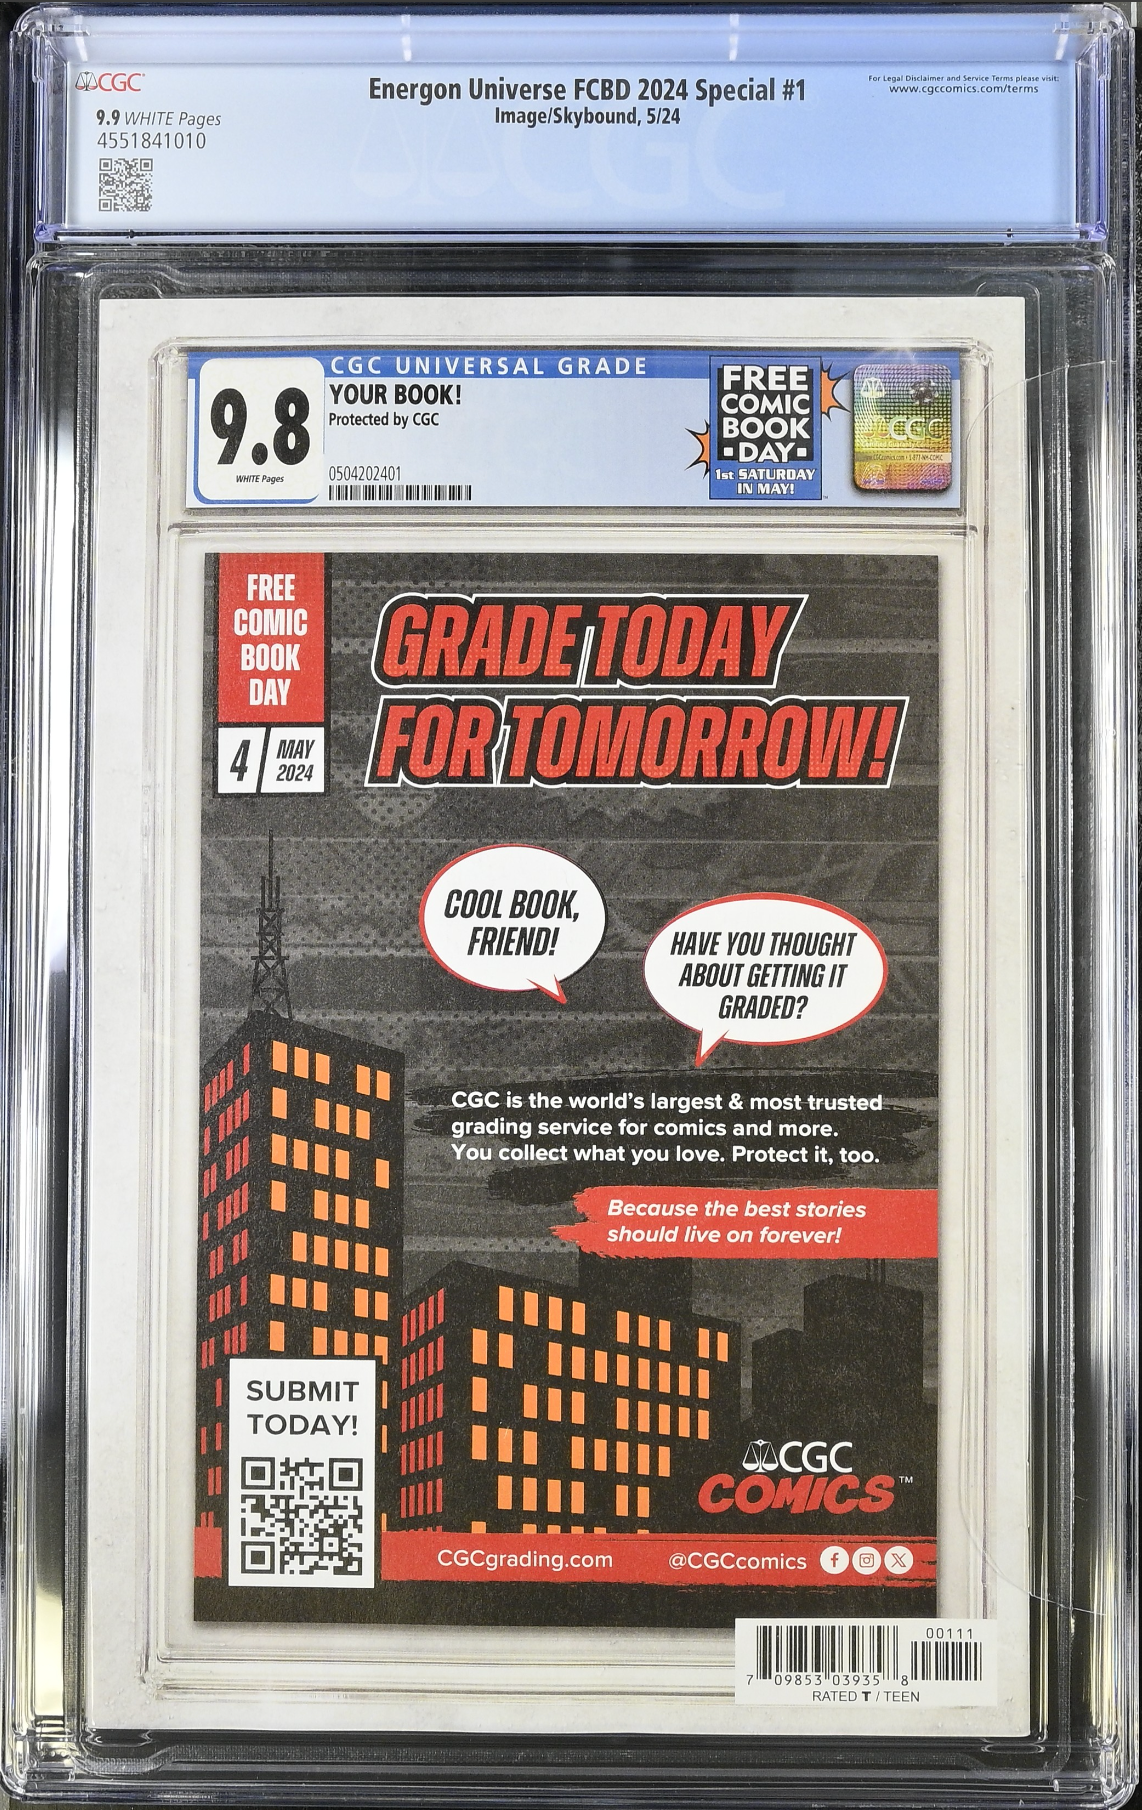 CGC
Energon Universe FCBD 2024 Special #1
For Legal Disclaimer and Service Terms please visit:
www.cgccomics.com/terms
9.9 WHITE Pages
Image/Skybound, 5/24
4551841010
CGC
CGC UNIVERSAL GRADE
9.8
WHITE Pages
YOUR BOOK!
Protected by CGC
0504202401
FREE
COMIC
BOOK
DAY
1st SATURDAY
IN MAY!
CGC
FREE
COMIC
BOOK
DAY
4
MAY
2024
GRADE TODAY
FOR TOMORROW!
COOL BOOK,
FRIEND!
HAVE YOU THOUGHT
ABOUT GETTING IT
GRADED?
CGC is the world's largest & most trusted
grading service for comics and more.
You collect what you love. Protect it, too.
Because the best stories
should live on forever!
SUBMIT
TODAY!
CGC
COMICS™
CGCgrading.com
@CGCcomics
00111
7 09853 03935 8
RATED T / TEEN